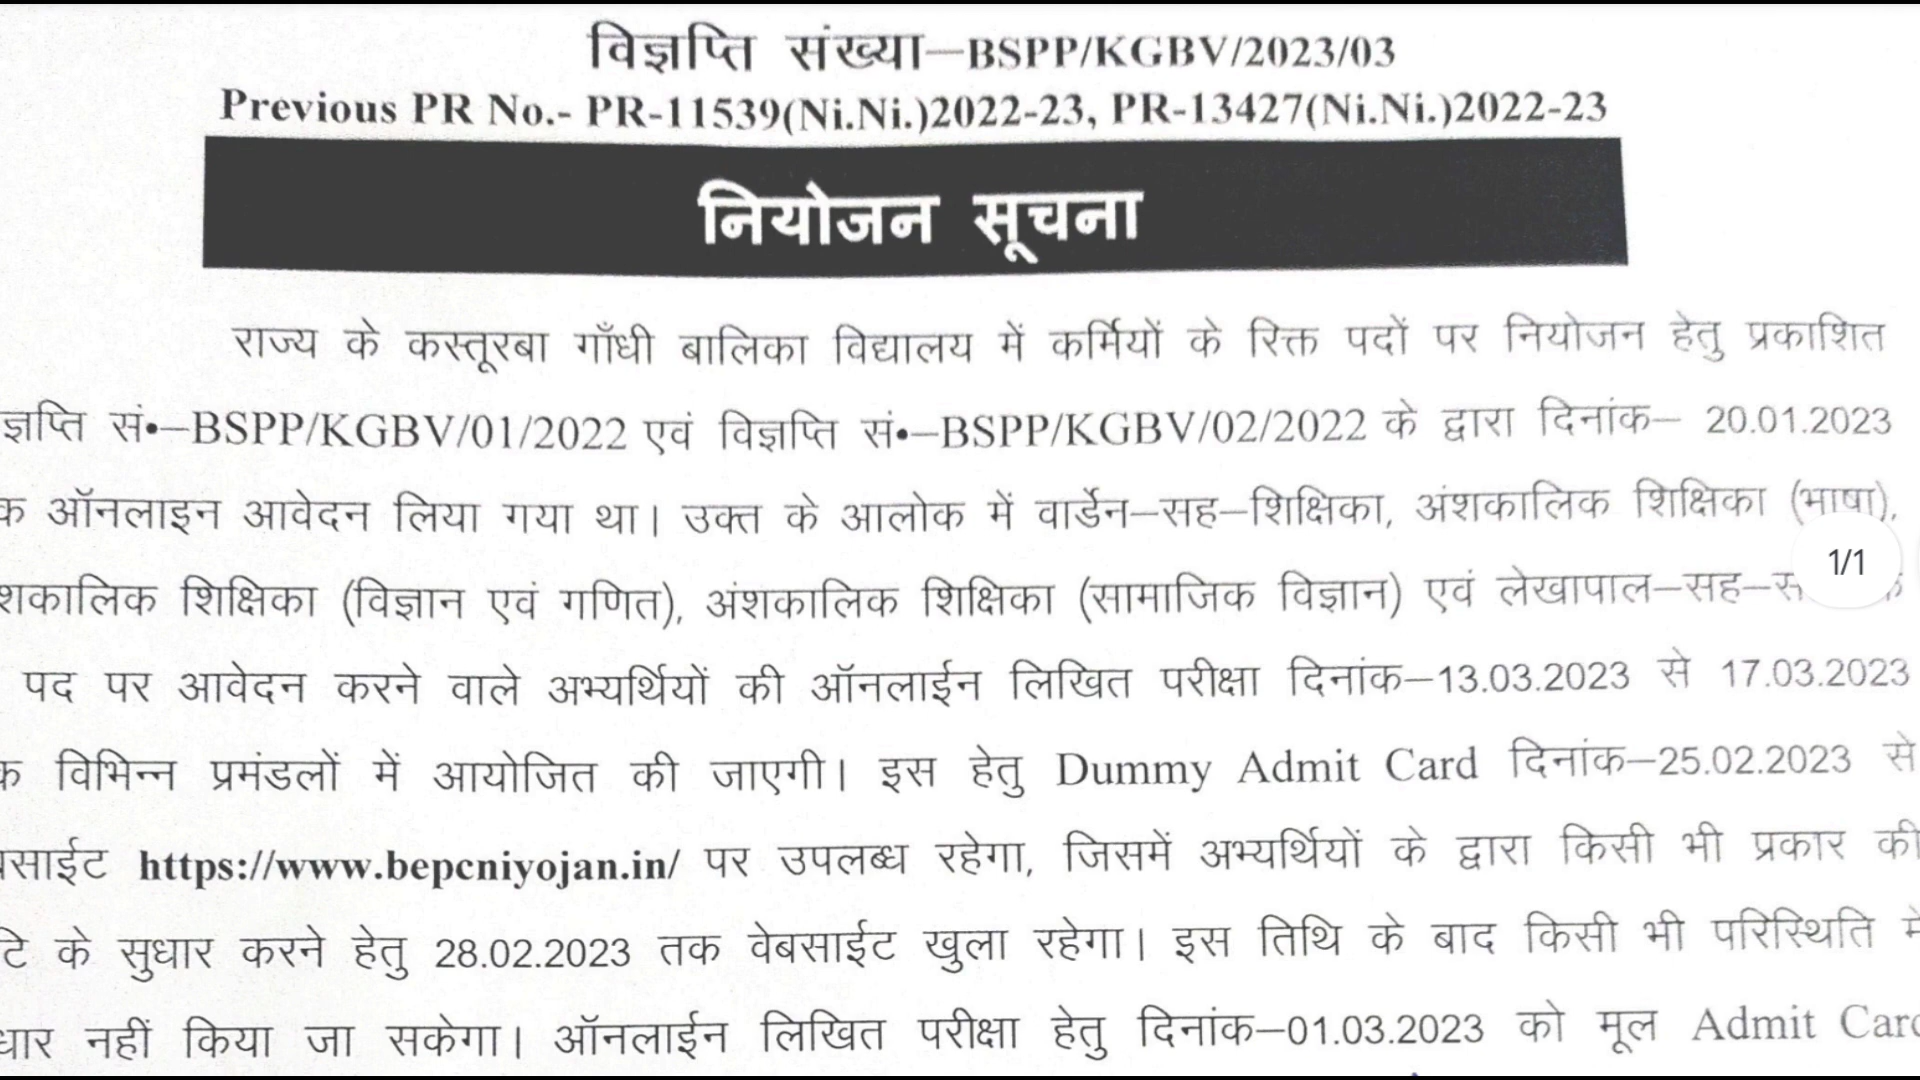 विज्ञप्ति संख्या—BSPP/KGBV/2023/03
Previous PR No.- PR-11539(Ni.Ni.)2022-23, PR-13427(Ni.Ni.)2022-23
नियोजन सूचना
राज्य के कस्तूरबा गाँधी बालिका विद्यालय में कर्मियों के रिक्त पदों पर नियोजन हेतु प्रकाशित
ज्ञप्ति सं॰—BSPP/KGBV/01/2022 एवं विज्ञप्ति सं॰—BSPP/KGBV/02/2022 के द्वारा दिनांक— 20.01.2023
क ऑनलाइन आवेदन लिया गया था। उक्त के आलोक में वार्डेन—सह—शिक्षिका, अंशकालिक शिक्षिका (भाषा),
शकालिक शिक्षिका (विज्ञान एवं गणित), अंशकालिक शिक्षिका (सामाजिक विज्ञान) एवं लेखापाल—सह—
1/1
पद पर आवेदन करने वाले अभ्यर्थियों की ऑनलाईन लिखित परीक्षा दिनांक—13.03.2023 से 17.03.2023
क विभिन्न प्रमंडलों में आयोजित की जाएगी। इस हेतु Dummy Admit Card दिनांक—25.02.2023 से
साईट https://www.bepcniyojan.in/ पर उपलब्ध रहेगा, जिसमें अभ्यर्थियों के द्वारा किसी भी प्रकार की
टि के सुधार करने हेतु 28.02.2023 तक वेबसाईट खुला रहेगा। इस तिथि के बाद किसी भी परिस्थिति में
धार नहीं किया जा सकेगा। ऑनलाईन लिखित परीक्षा हेतु दिनांक—01.03.2023 को मूल Admit Card